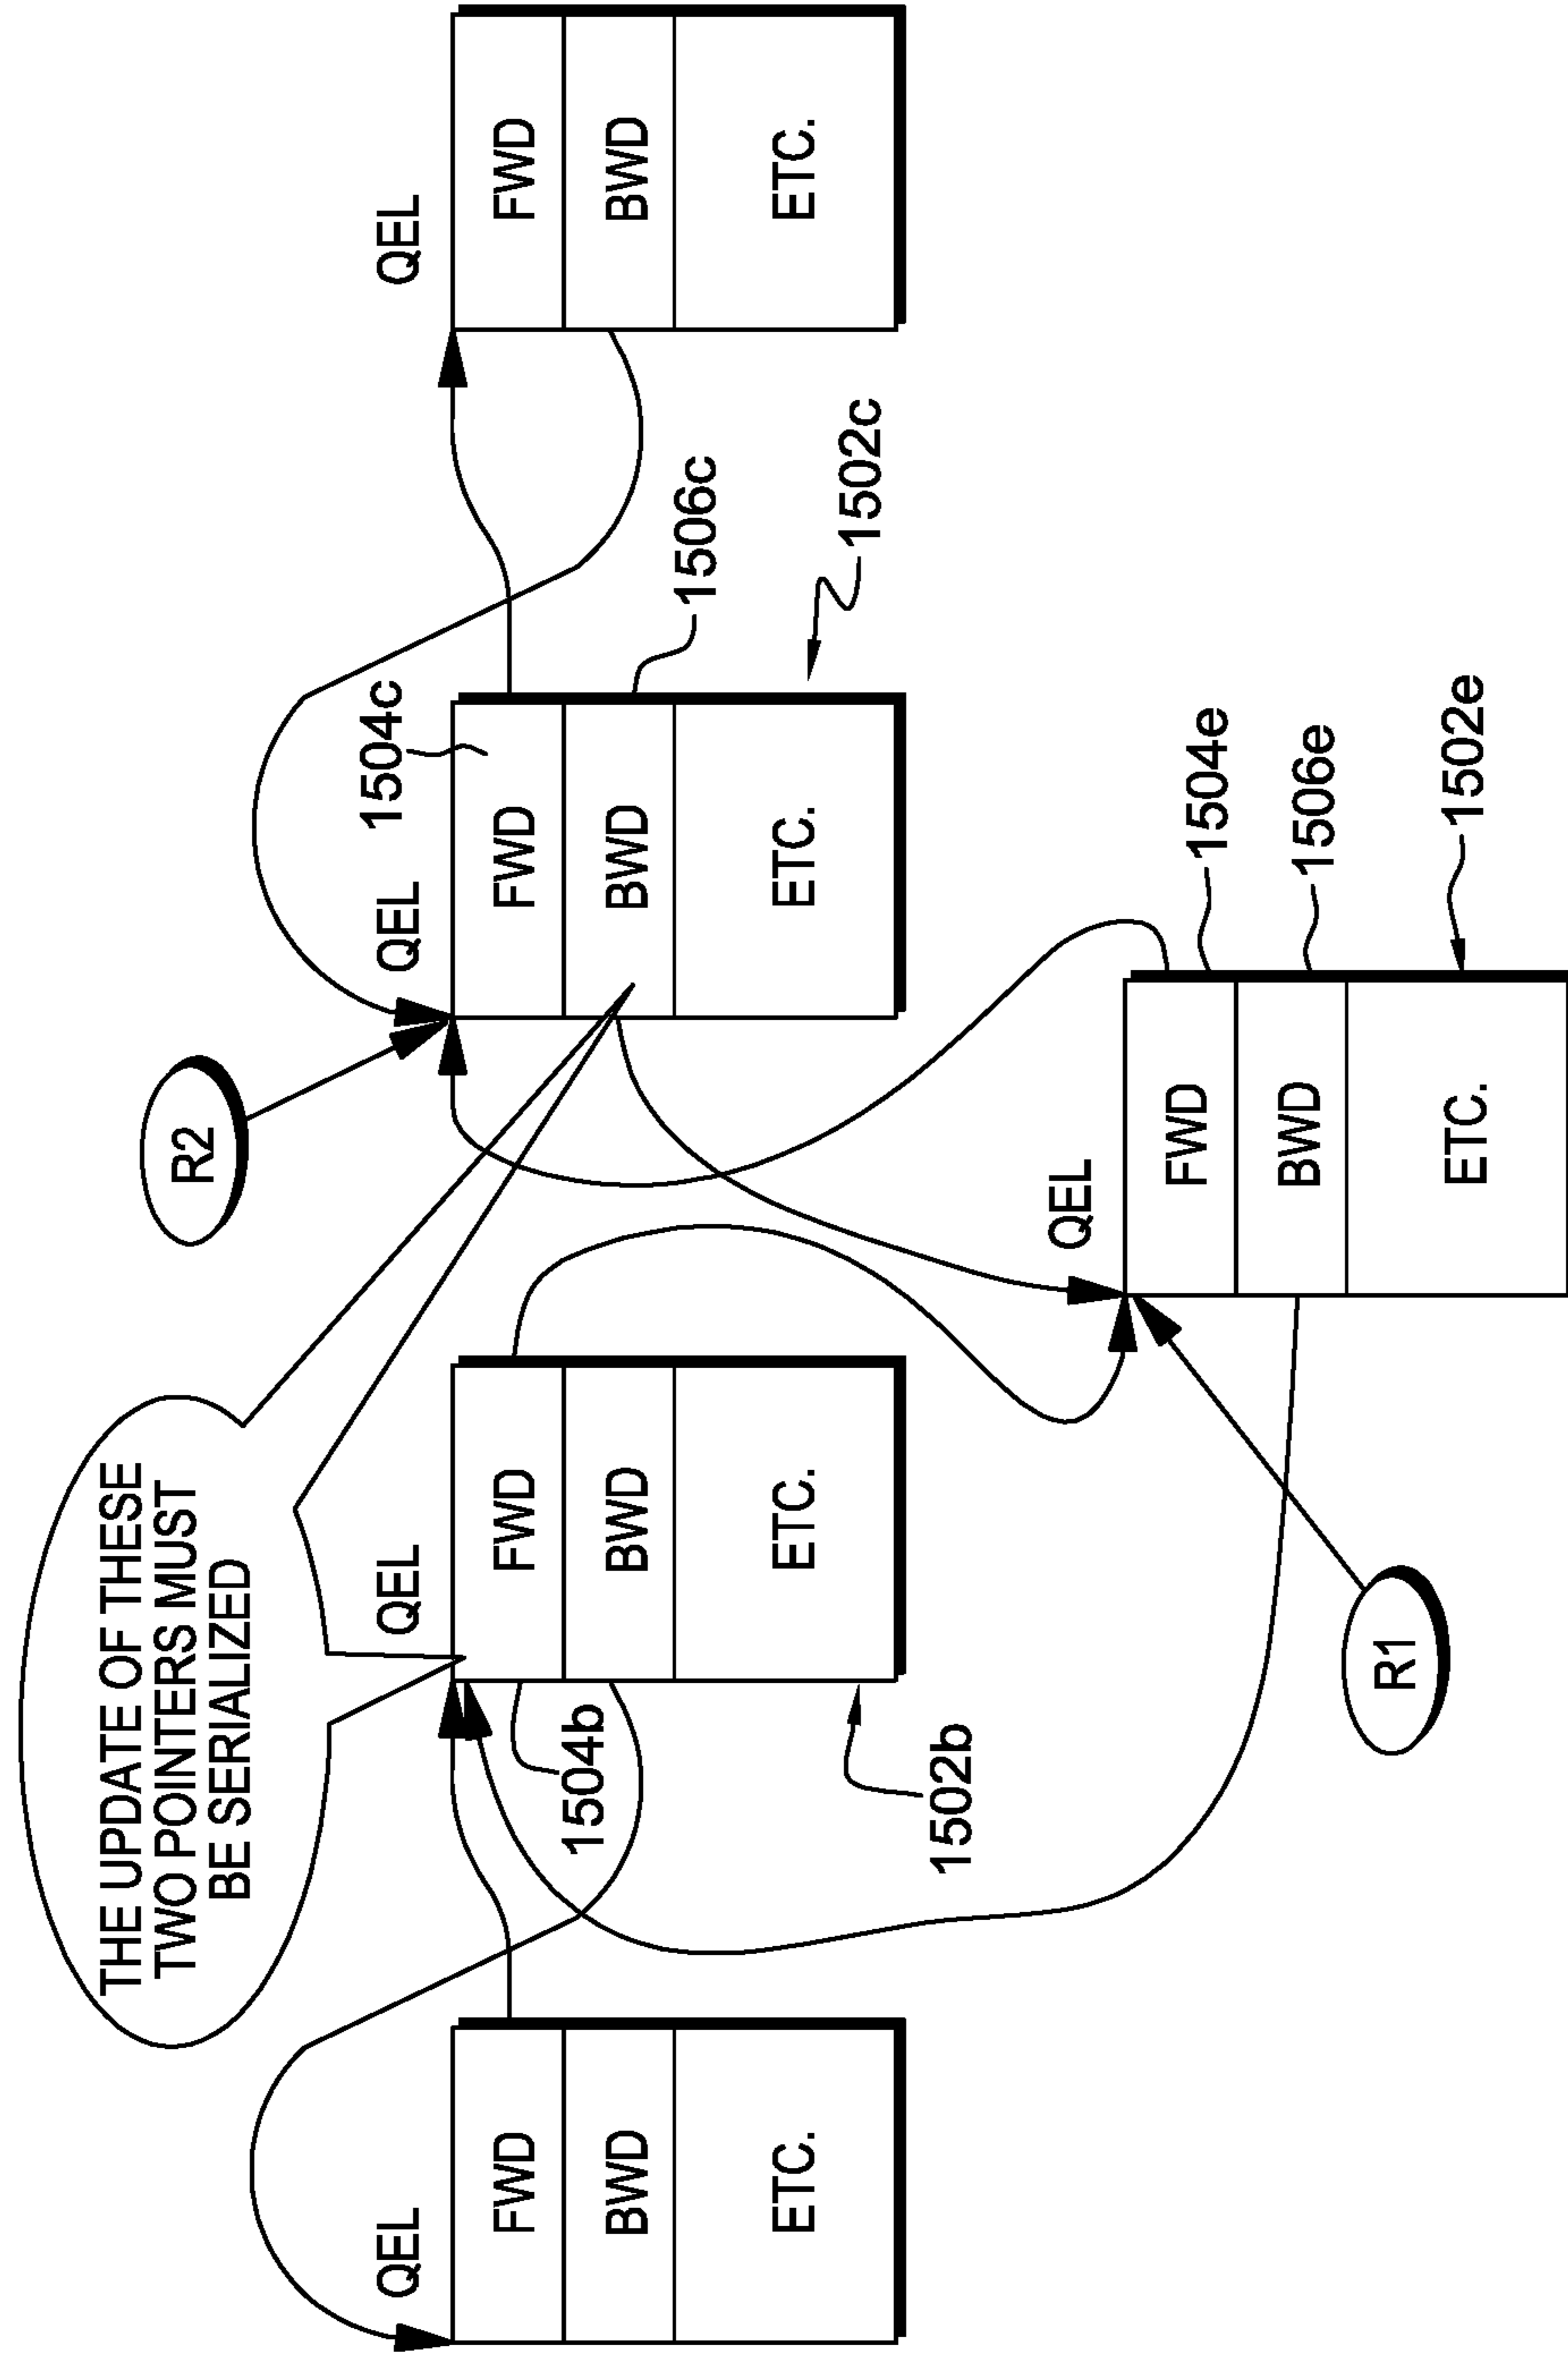 THE UPDATE OF THESE
TWO POINTERS MUST
BE SERIALIZED
R2
QEL
FWD
BWD
ETC.
QEL
FWD
BWD
ETC.
1504b
1502b
QEL
1504c
FWD
BWD
ETC.
1506c
1502c
QEL
FWD
BWD
ETC.
R1
QEL
FWD
BWD
ETC.
1504e
1506e
1502e